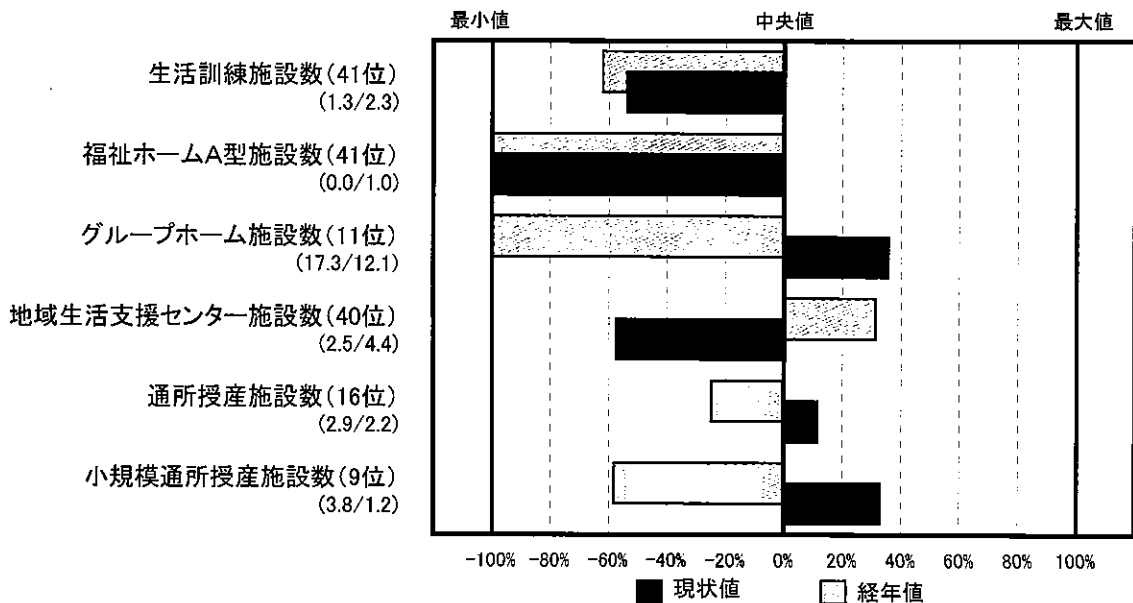 最小値 中央値 最大値
生活訓練施設数(41位)
(1.3/2.3)
福祉ホームA型施設数(41位)
(0.0/1.0)
グループホーム施設数(11位)
(17.3/12.1)
地域生活支援センター施設数(40位)
(2.5/4.4)
通所授産施設数(16位)
(2.9/2.2)
小規模通所授産施設数(9位)
(3.8/1.2)
-100% -80% -60% -40% -20% 0% 20% 40% 60% 80% 100%
現状値 経年値